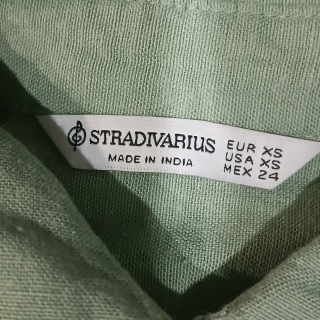 STRADIVARIUS
MADE IN INDIA
EUR XS
USA XS
MEX 24